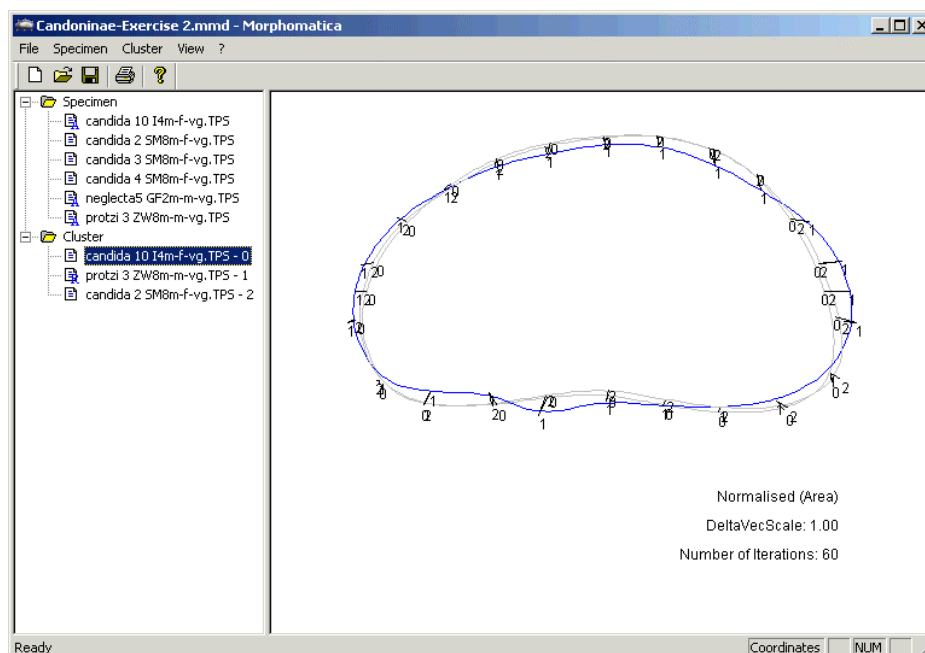 Candoninae-Exercise 2.mmd - Morphomatica
File Specimen Cluster View ?
Specimen
candida 10 I4m-f-vg.TPS
candida 2 SM8m-f-vg.TPS
candida 3 SM8m-f-vg.TPS
candida 4 SM8m-f-vg.TPS
neglecta5 GF2m-m-vg.TPS
protzi 3 ZW8m-m-vg.TPS
Cluster
candida 10 I4m-f-vg.TPS - 0
protzi 3 ZW8m-m-vg.TPS - 1
candida 2 SM8m-f-vg.TPS - 2
Normalised (Area)
DeltaVecScale: 1.00
Number of Iterations: 60
Ready
Coordinates NUM